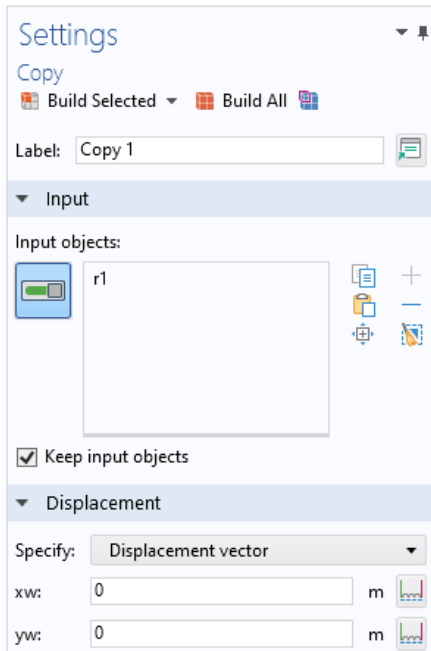 Settings
Copy
Build Selected Build All
Label: Copy 1
Input
Input objects:
r1
Keep input objects
Displacement
Specify: Displacement vector
xw: 0 m
yw: 0 m